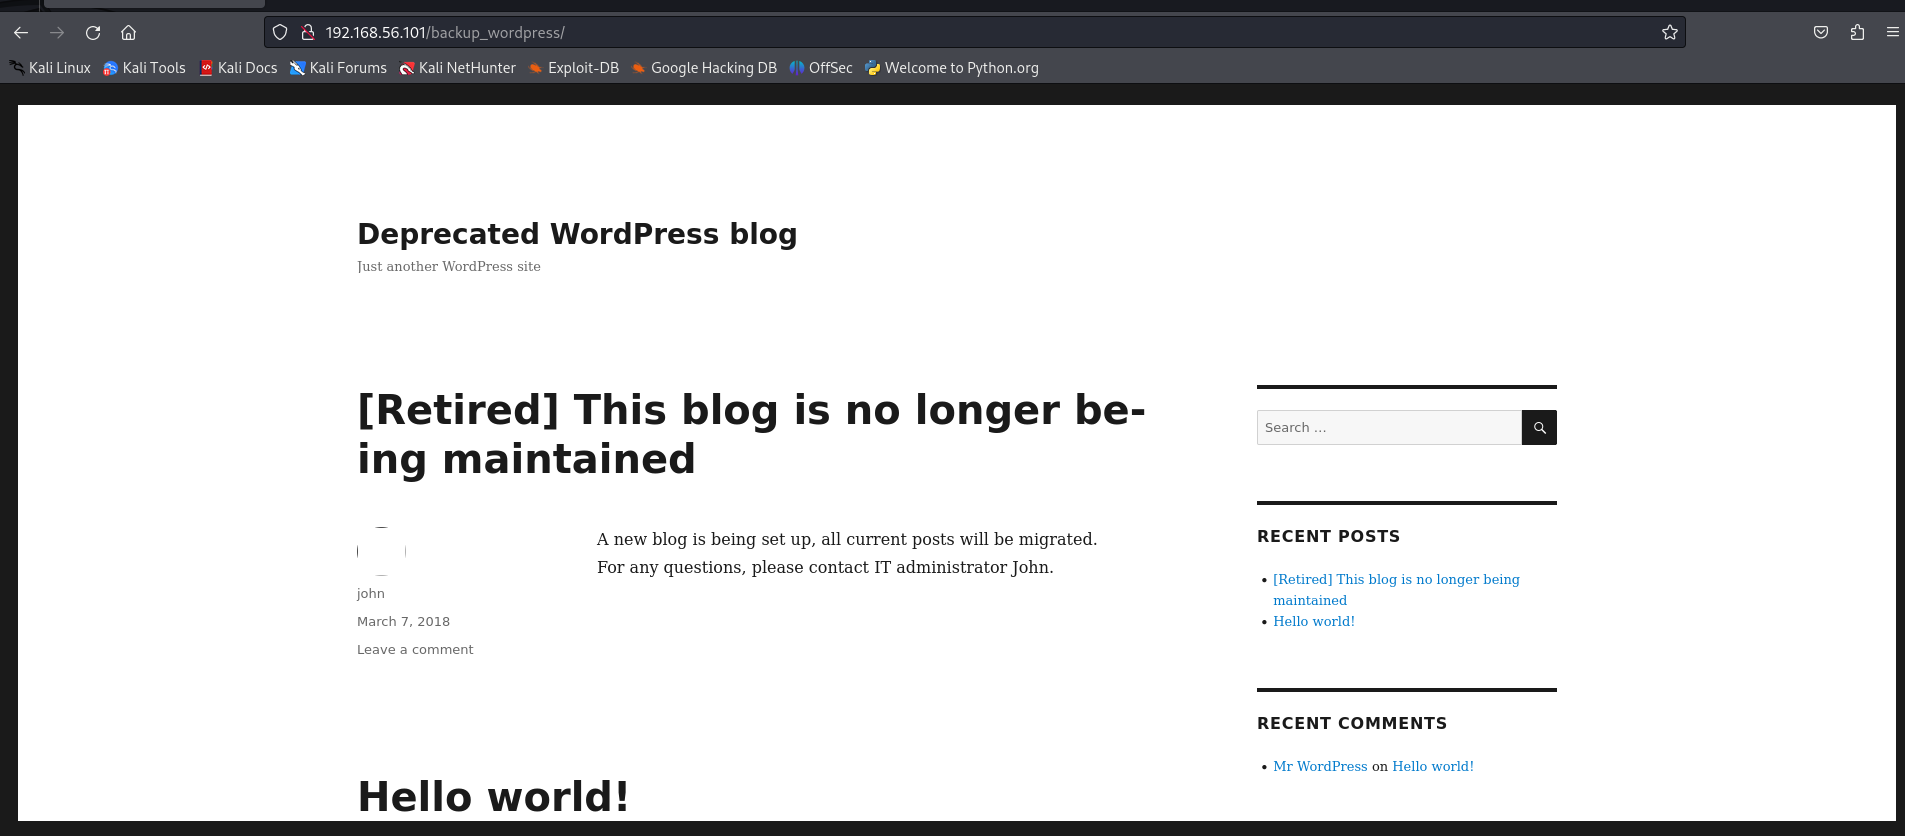 192.168.56.101/backup_wordpress/
Kali Linux Kali Tools Kali Docs Kali Forums Kali NetHunter Exploit-DB Google Hacking DB OffSec Welcome to Python.org
Deprecated WordPress blog
Just another WordPress site
[Retired] This blog is no longer be-
ing maintained
john
March 7, 2018
Leave a comment
A new blog is being set up, all current posts will be migrated.
For any questions, please contact IT administrator John.
Hello world!
Search ...
RECENT POSTS
[Retired] This blog is no longer being
maintained
Hello world!
RECENT COMMENTS
Mr WordPress on Hello world!